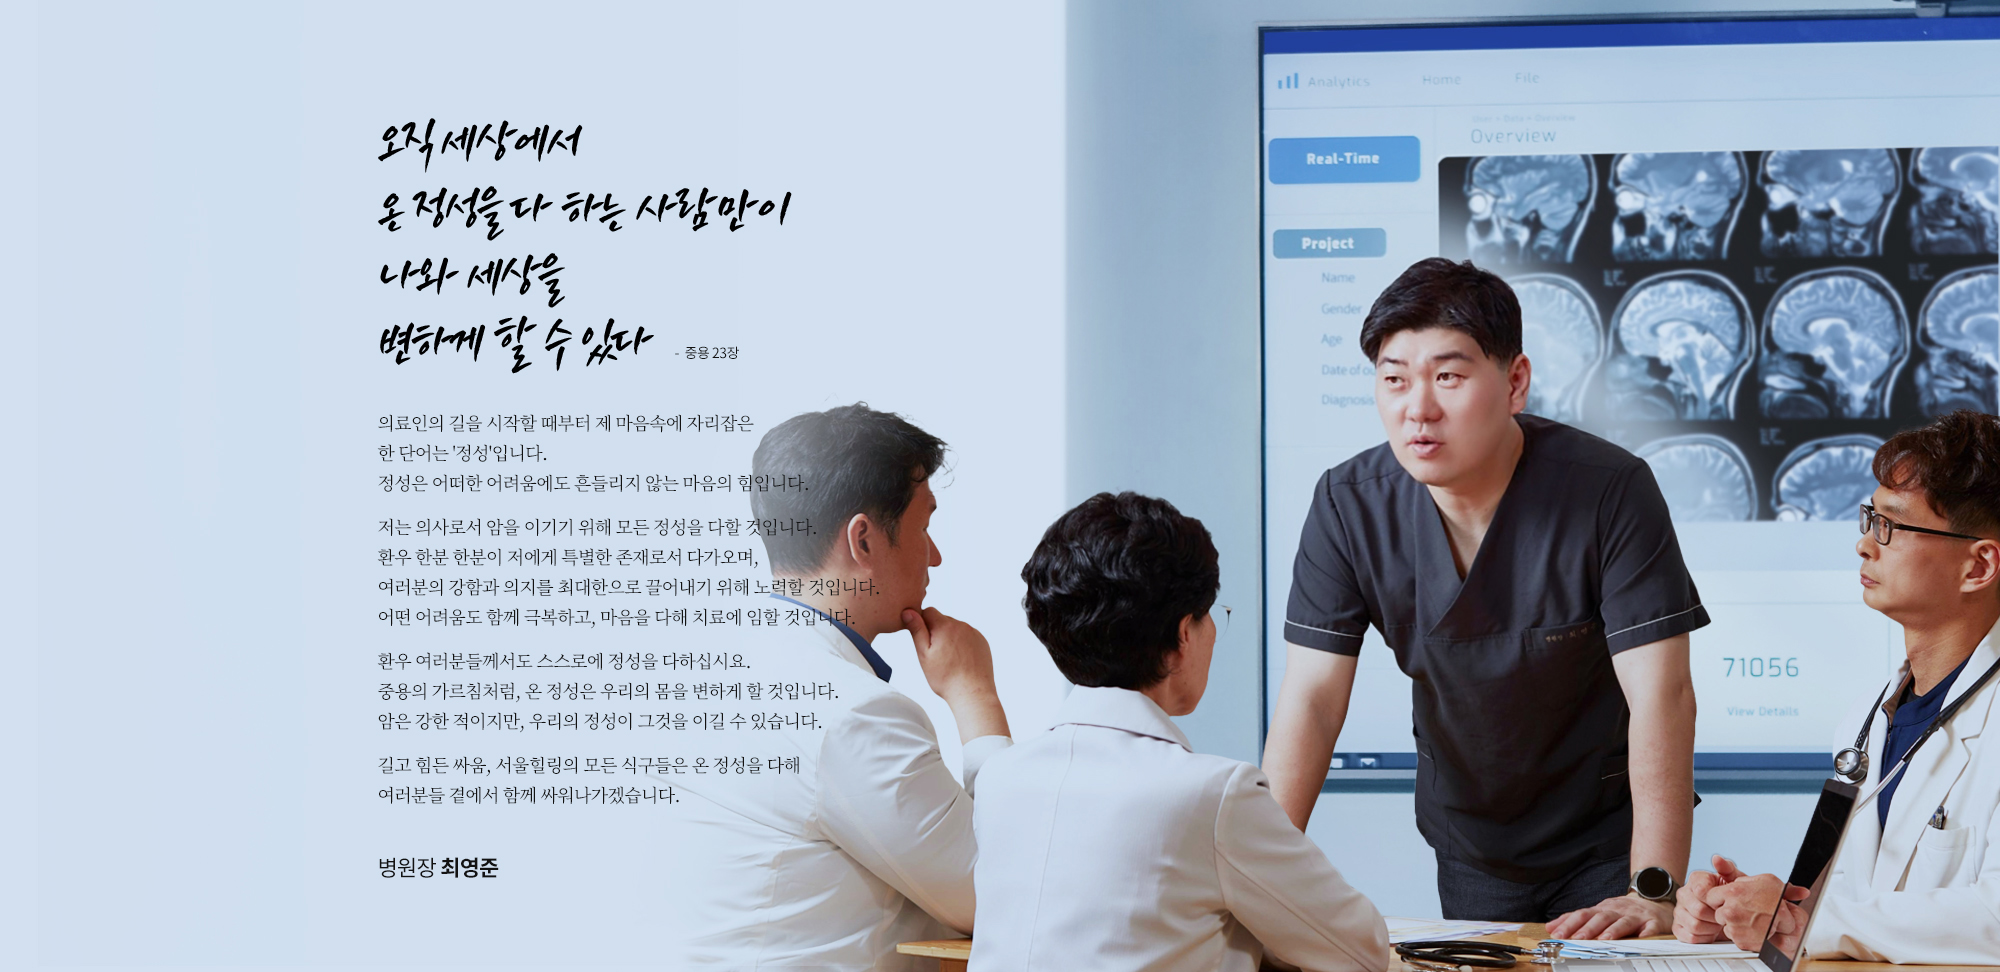 오직 세상에서
온 정성을 다 하는 사람만이
나와 세상을
변하게 할 수 있다
- 중용 23장
의료인의 길을 시작할 때부터 제 마음속에 자리잡은
한 단어는 '정성'입니다.
정성은 어떠한 어려움에도 흔들리지 않는 마음의 힘입니다.
저는 의사로서 암을 이기기 위해 모든 정성을 다할 것입니다.
환우 한분 한분이 저에게 특별한 존재로서 다가오며,
여러분의 강함과 의지를 최대한으로 끌어내기 위해 노력할 것입니다.
어떤 어려움도 함께 극복하고, 마음을 다해 치료에 임할 것입니다.
환우 여러분들께서도 스스로에 정성을 다하십시요.
중용의 가르침처럼, 온 정성은 우리의 몸을 변하게 할 것입니다.
암은 강한 적이지만, 우리의 정성이 그것을 이길 수 있습니다.
길고 힘든 싸움, 서울힐링의 모든 식구들은 온 정성을 다해
여러분들 곁에서 함께 싸워나가겠습니다.
병원장 최영준
Analytics Home File
Overview
Real-Time
Project
Name
Gender
Age
Date of
Diagnosis
71056
View Details